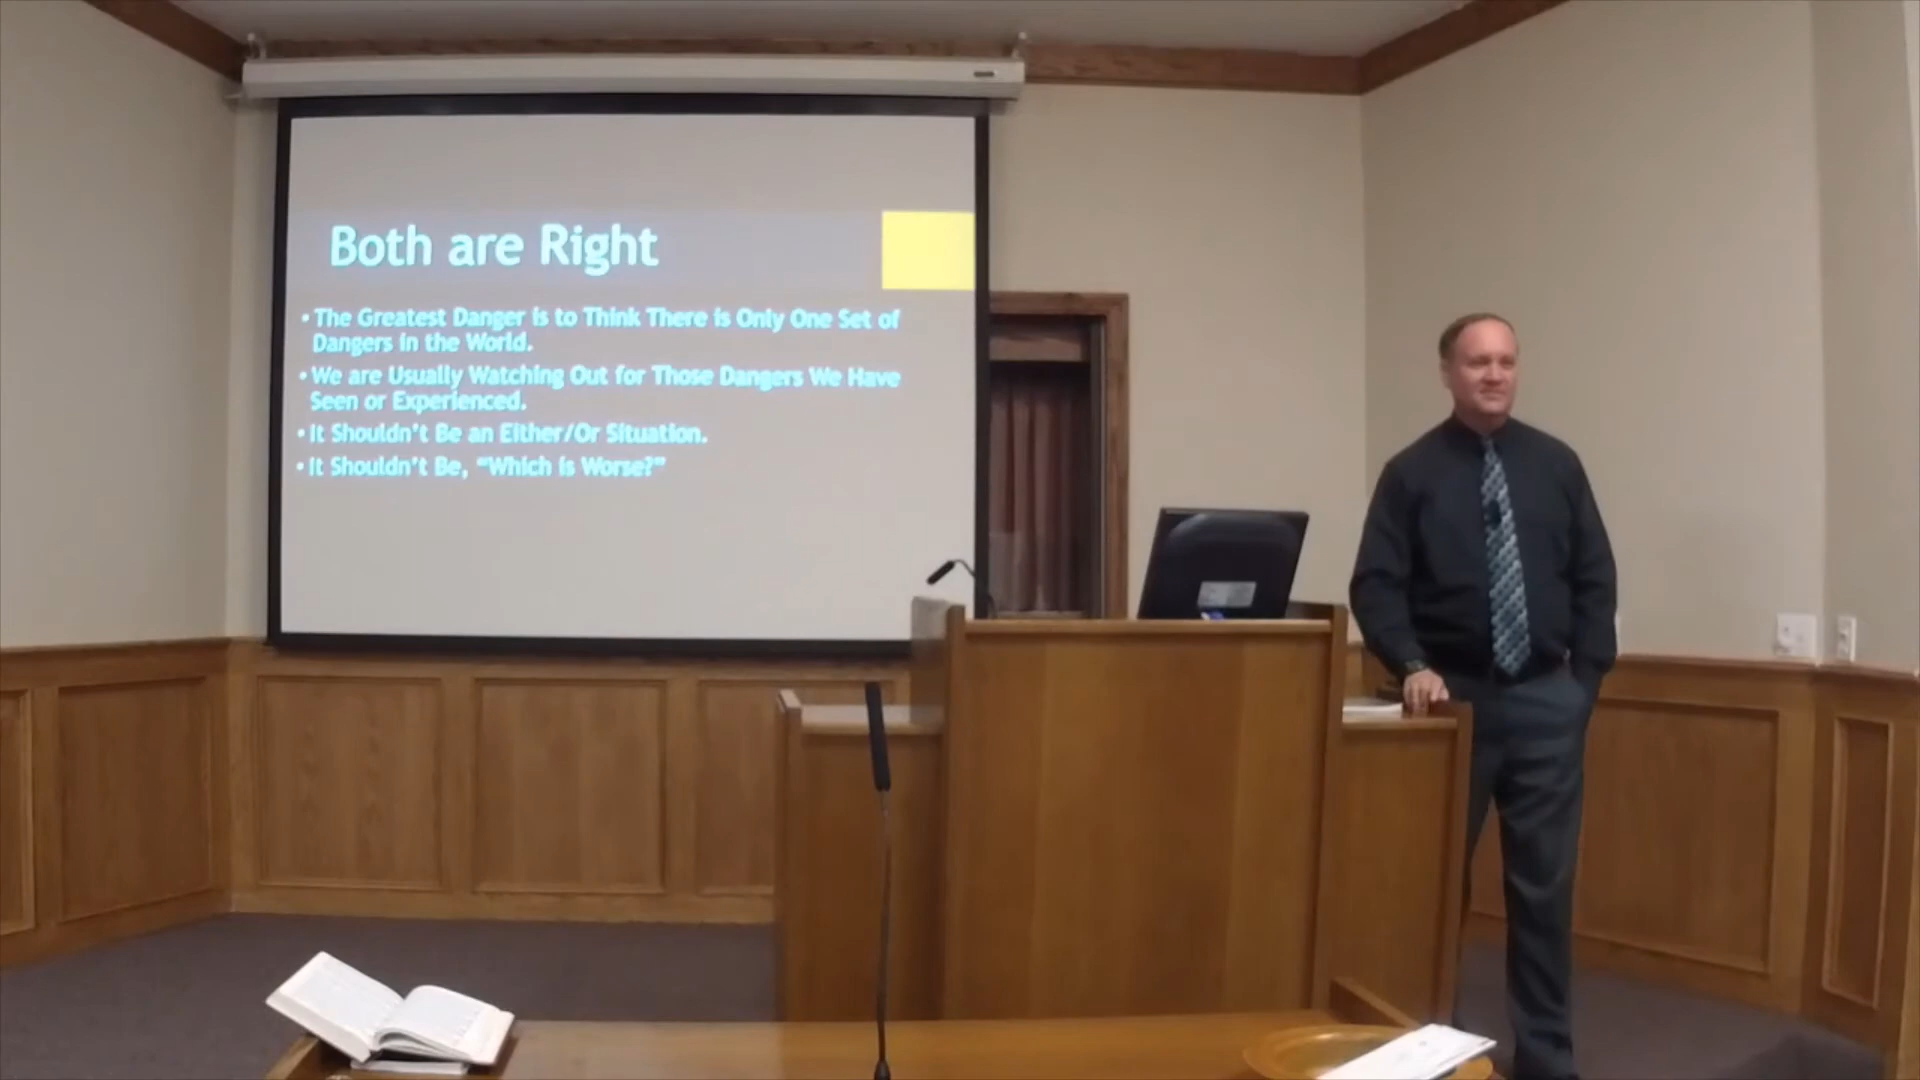 Both are Right
• The Greatest Danger is to Think There is Only One Set of
Dangers in the World.
• We are Usually Watching Out for Those Dangers We Have
Seen or Experienced.
• It Shouldn't Be an Either/Or Situation.
• It Shouldn't Be, "Which is Worse?"